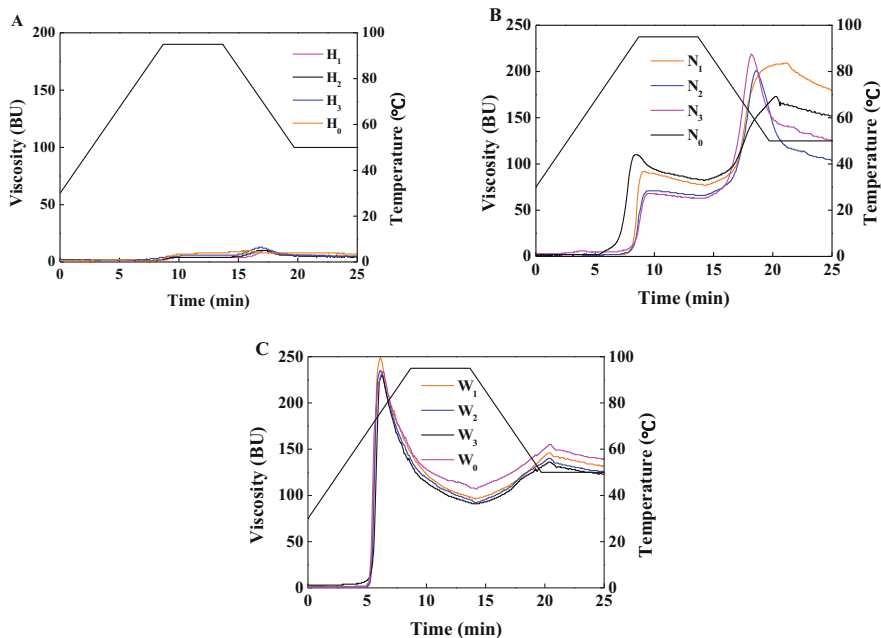 A
200
150
100
50
0
Viscosity (BU)
0 5 10 15 20 25
Time (min)
100
80
60
40
20
0
Temperature (℃)
H₁
H₂
H₃
H₀
B
250
200
150
100
50
0
Viscosity (BU)
0 5 10 15 20 25
Time (min)
100
80
60
40
20
0
Temperature (℃)
N₁
N₂
N₃
N₀
C
250
200
150
100
50
0
Viscosity (BU)
0 5 10 15 20 25
Time (min)
100
80
60
40
20
0
Temperature (℃)
W₁
W₂
W₃
W₀